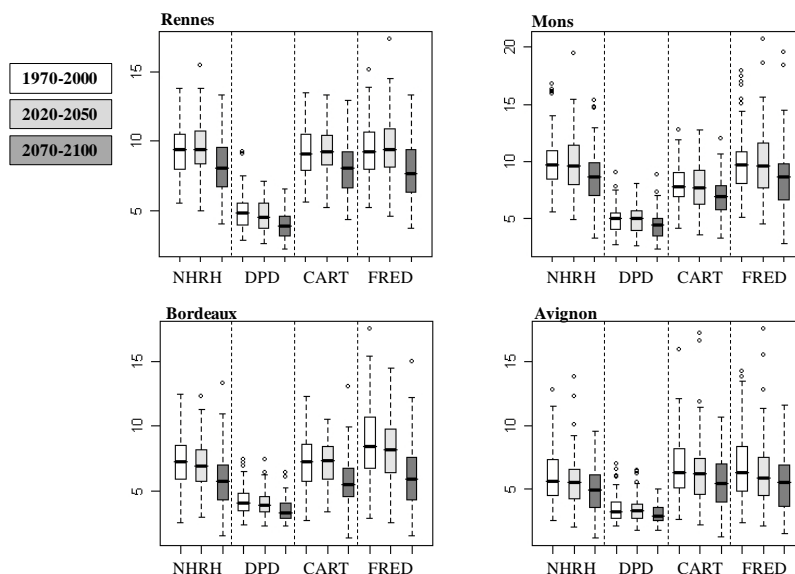 Rennes
Mons
1970-2000
2020-2050
2070-2100
15
10
5
NHRH DPD CART FRED
20
15
10
5
NHRH DPD CART FRED
Bordeaux
Avignon
15
10
5
NHRH DPD CART FRED
15
10
5
NHRH DPD CART FRED